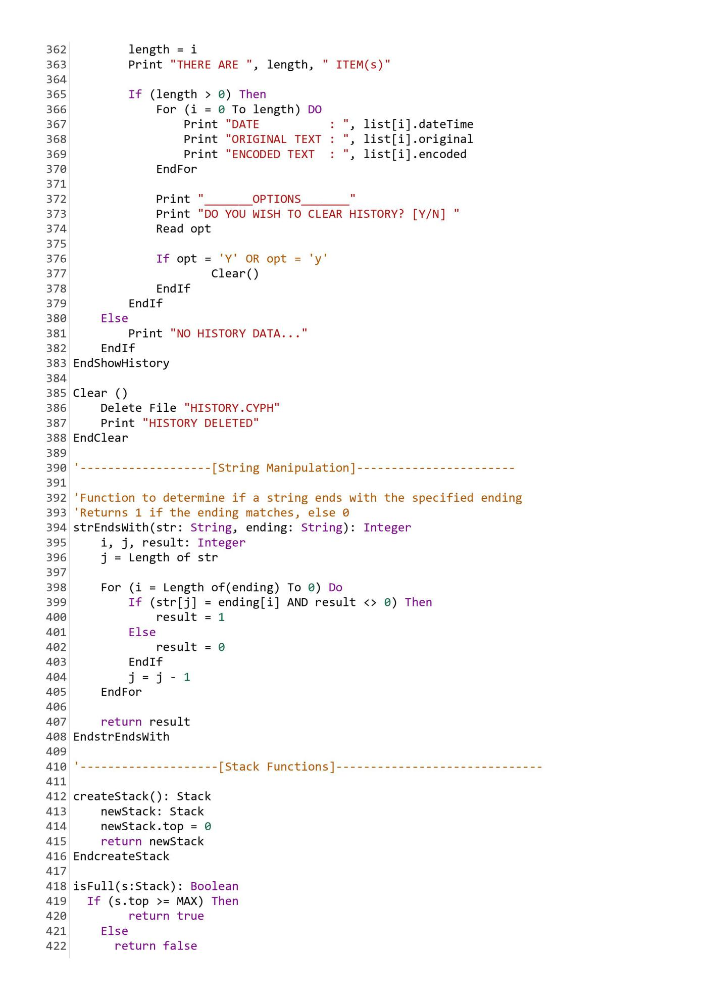 362         length = i
363         Print "THERE ARE ", length, " ITEM(s)"
364
365         If (length > 0) Then
366             For (i = 0 To length) DO
367                 Print "DATE          : ", list[i].dateTime
368                 Print "ORIGINAL TEXT : ", list[i].original
369                 Print "ENCODED TEXT  : ", list[i].encoded
370             EndFor
371
372             Print "_______OPTIONS_______"
373             Print "DO YOU WISH TO CLEAR HISTORY? [Y/N] "
374             Read opt
375
376             If opt = 'Y' OR opt = 'y'
377                     Clear()
378             EndIf
379         EndIf
380     Else
381         Print "NO HISTORY DATA..."
382     EndIf
383 EndShowHistory
384
385 Clear ()
386     Delete File "HISTORY.CYPH"
387     Print "HISTORY DELETED"
388 EndClear
389
390 '-------------------[String Manipulation]-----------------------
391
392 'Function to determine if a string ends with the specified ending
393 'Returns 1 if the ending matches, else 0
394 strEndsWith(str: String, ending: String): Integer
395     i, j, result: Integer
396     j = Length of str
397
398     For (i = Length of(ending) To 0) Do
399         If (str[j] = ending[i] AND result <> 0) Then
400             result = 1
401         Else
402             result = 0
403         EndIf
404         j = j - 1
405     EndFor
406
407     return result
408 EndstrEndsWith
409
410 '--------------------[Stack Functions]------------------------------
411
412 createStack(): Stack
413     newStack: Stack
414     newStack.top = 0
415     return newStack
416 EndcreateStack
417
418 isFull(s:Stack): Boolean
419   If (s.top >= MAX) Then
420         return true
421     Else
422       return false